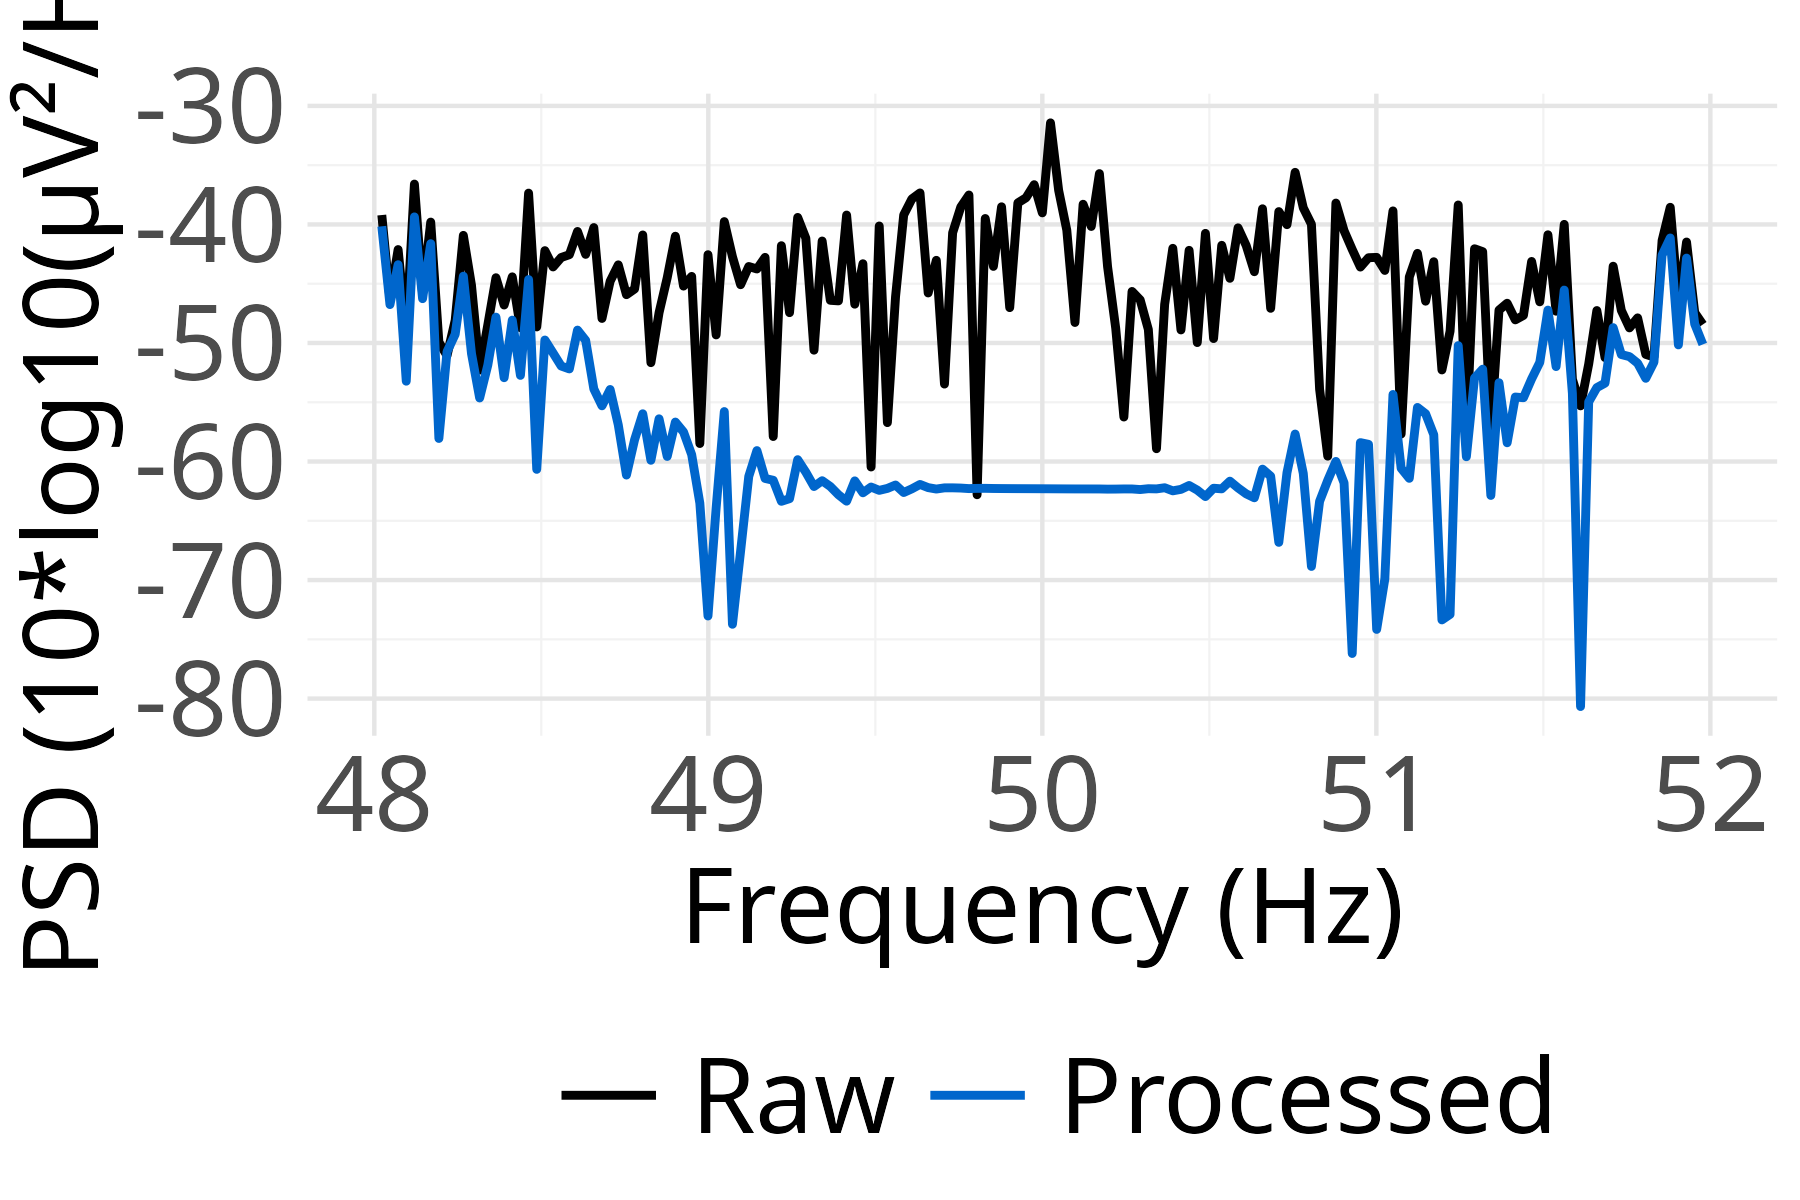 PSD (10*log10(µV²/H
-30
-40
-50
-60
-70
-80
48 49 50 51 52
Frequency (Hz)
Raw Processed